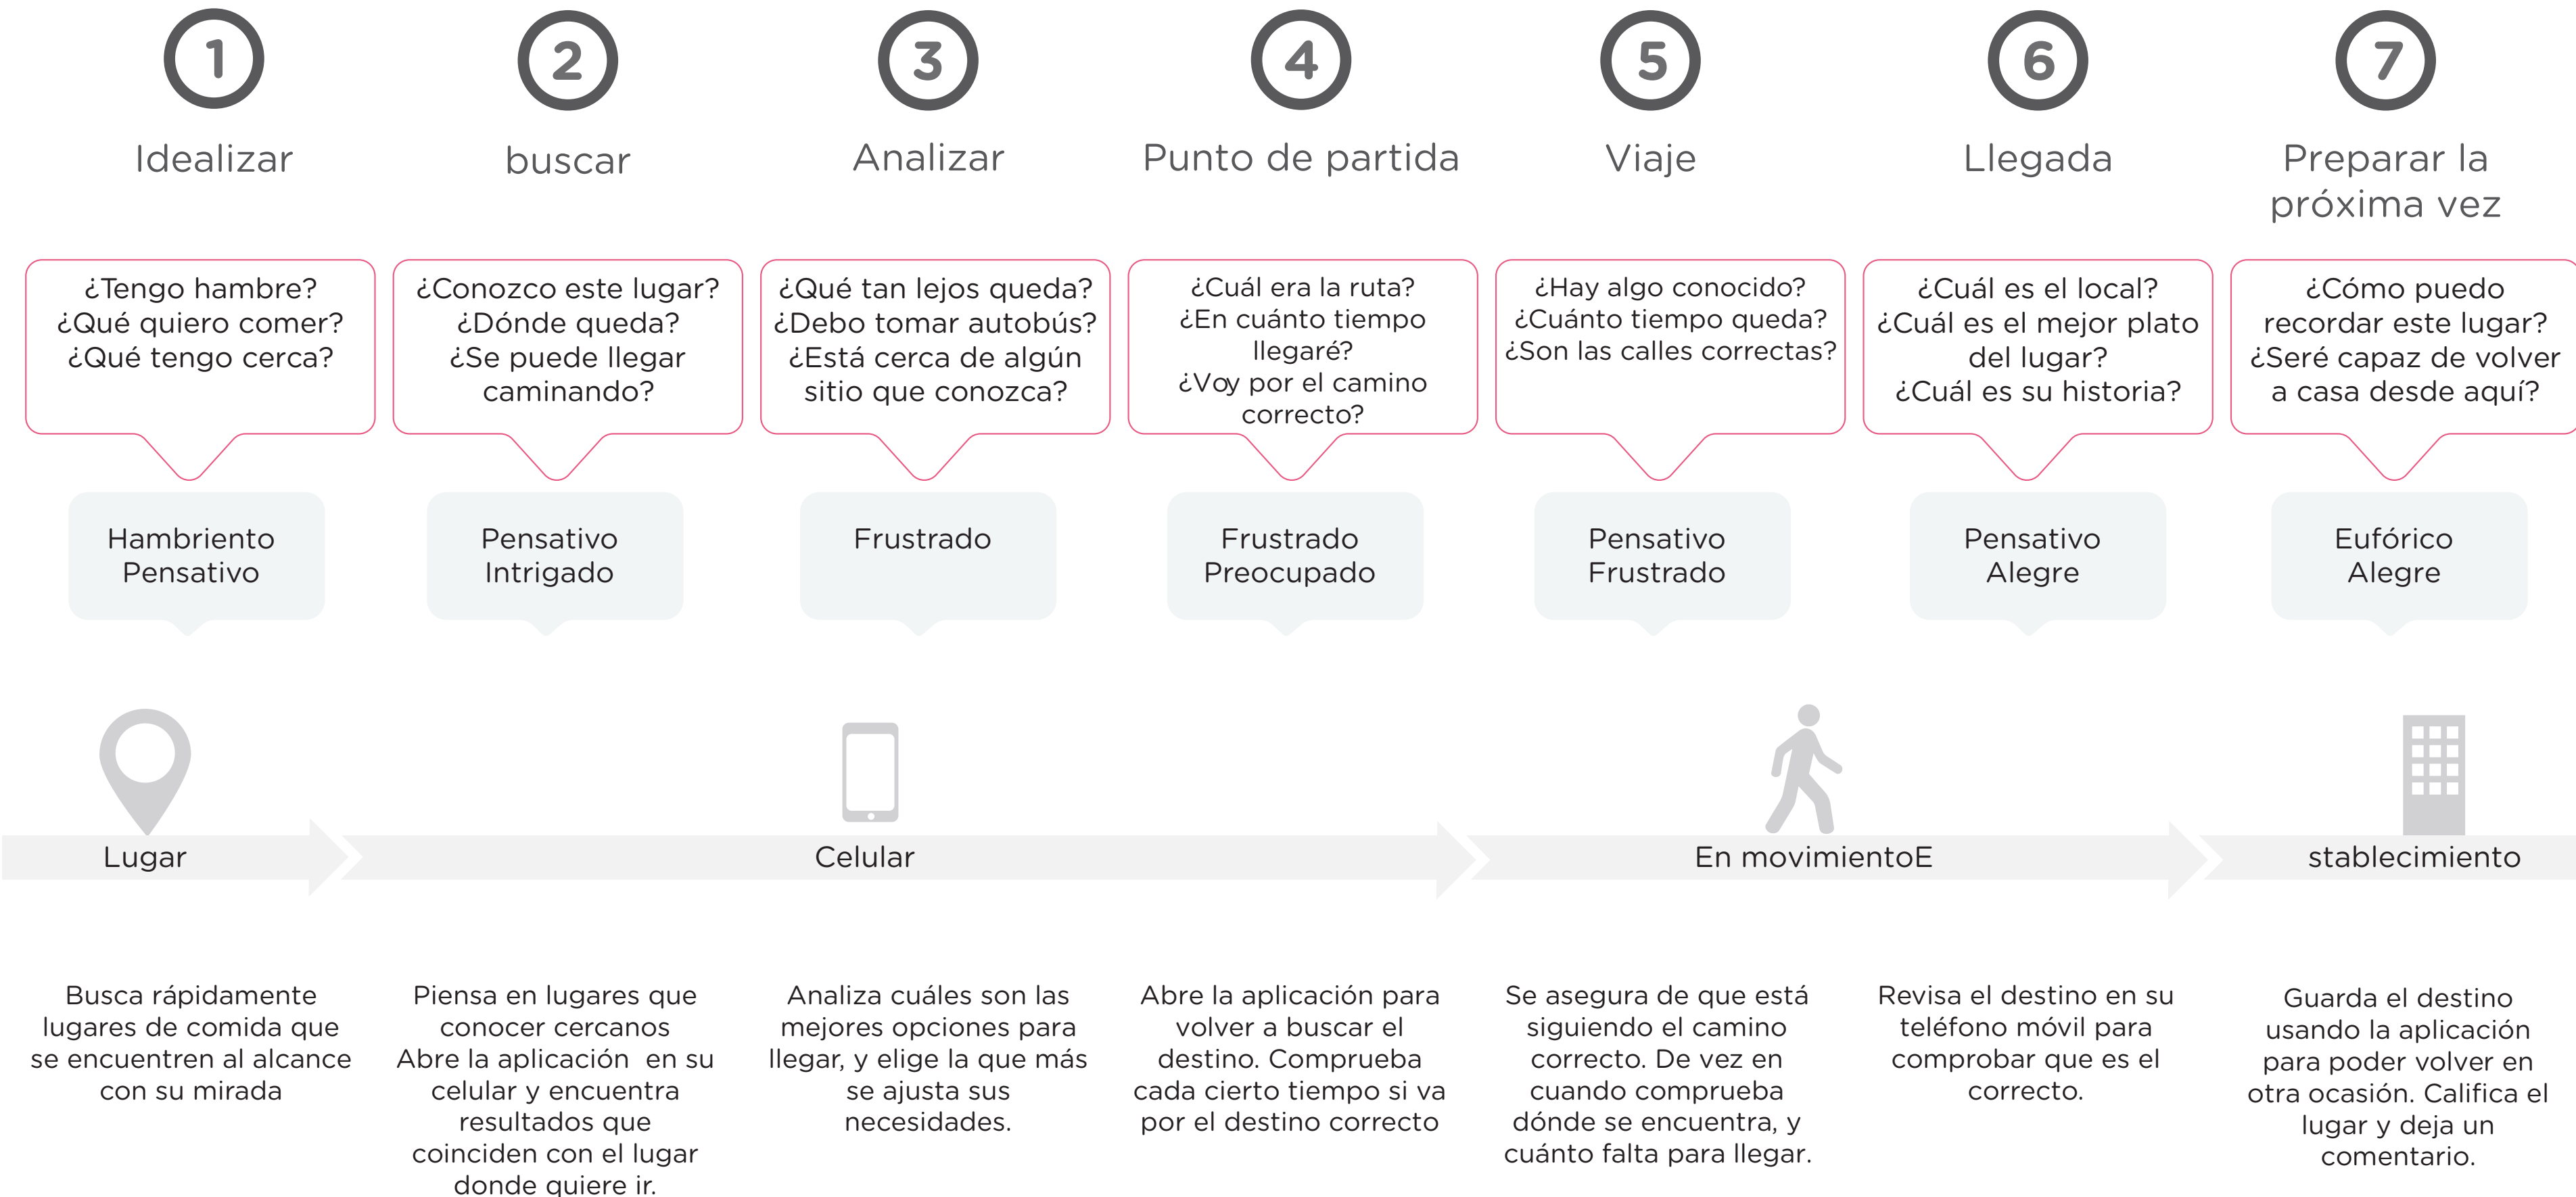 1
2
3
4
5
6
7
Idealizar
buscar
Analizar
Punto de partida
Viaje
Llegada
Preparar la
próxima vez
¿Tengo hambre?
¿Qué quiero comer?
¿Qué tengo cerca?
¿Conozco este lugar?
¿Dónde queda?
¿Se puede llegar
caminando?
¿Qué tan lejos queda?
¿Debo tomar autobús?
¿Está cerca de algún
sitio que conozca?
¿Cuál era la ruta?
¿En cuánto tiempo
llegaré?
¿Voy por el camino
correcto?
¿Hay algo conocido?
¿Cuánto tiempo queda?
¿Son las calles correctas?
¿Cuál es el local?
¿Cuál es el mejor plato
del lugar?
¿Cuál es su historia?
¿Cómo puedo
recordar este lugar?
¿Seré capaz de volver
a casa desde aquí?
Hambriento
Pensativo
Pensativo
Intrigado
Frustrado
Frustrado
Preocupado
Pensativo
Frustrado
Pensativo
Alegre
Eufórico
Alegre
Lugar
Celular
En movimientoE
stablecimiento
Busca rápidamente
lugares de comida que
se encuentren al alcance
con su mirada
Piensa en lugares que
conocer cercanos
Abre la aplicación en su
celular y encuentra
resultados que
coinciden con el lugar
donde quiere ir.
Analiza cuáles son las
mejores opciones para
llegar, y elige la que más
se ajusta sus
necesidades.
Abre la aplicación para
volver a buscar el
destino. Comprueba
cada cierto tiempo si va
por el destino correcto
Se asegura de que está
siguiendo el camino
correcto. De vez en
cuando comprueba
dónde se encuentra, y
cuánto falta para llegar.
Revisa el destino en su
teléfono móvil para
comprobar que es el
correcto.
Guarda el destino
usando la aplicación
para poder volver en
otra ocasión. Califica el
lugar y deja un
comentario.